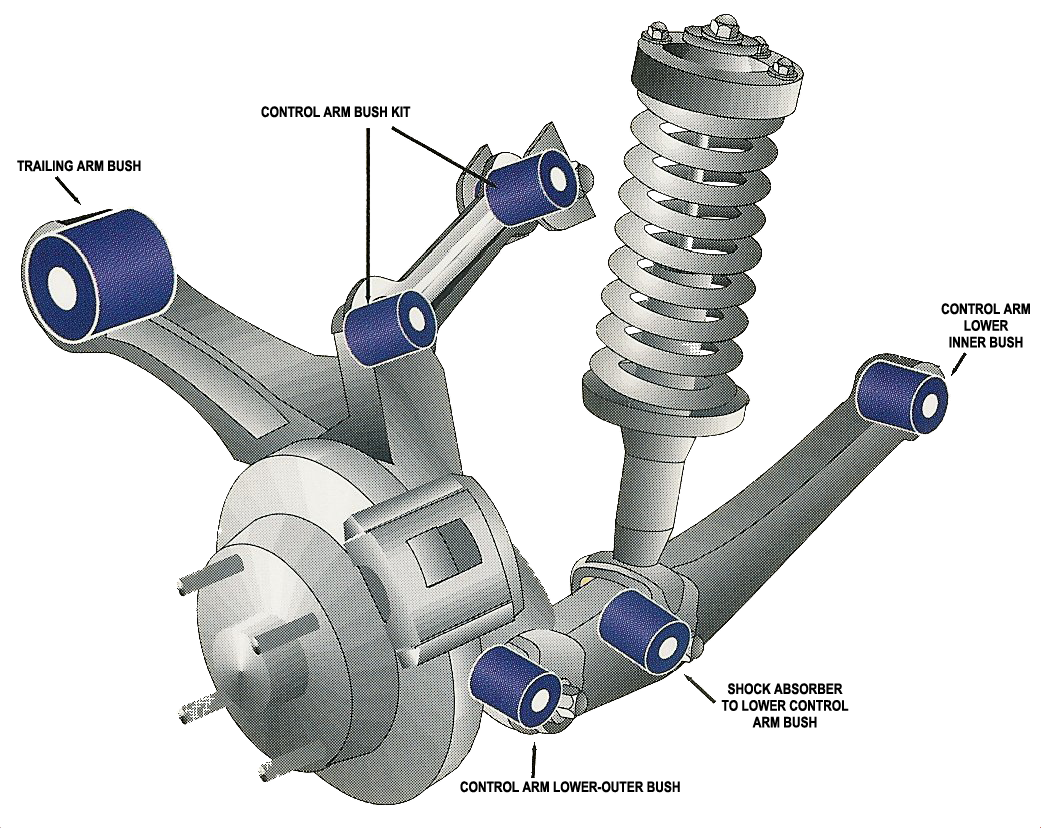 CONTROL ARM BUSH KIT
TRAILING ARM BUSH
CONTROL ARM
LOWER
INNER BUSH
SHOCK ABSORBER
TO LOWER CONTROL
ARM BUSH
CONTROL ARM LOWER-OUTER BUSH